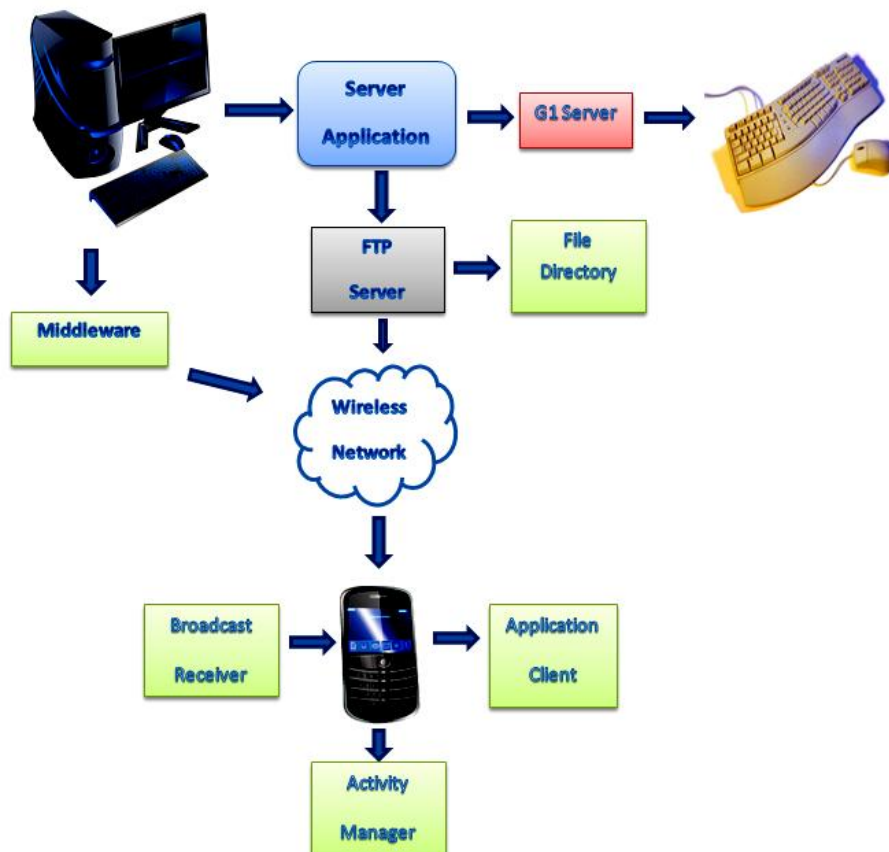 Server
Application
G1 Server
FTP
Server
File
Directory
Middleware
Wireless
Network
Broadcast
Receiver
Application
Client
Activity
Manager